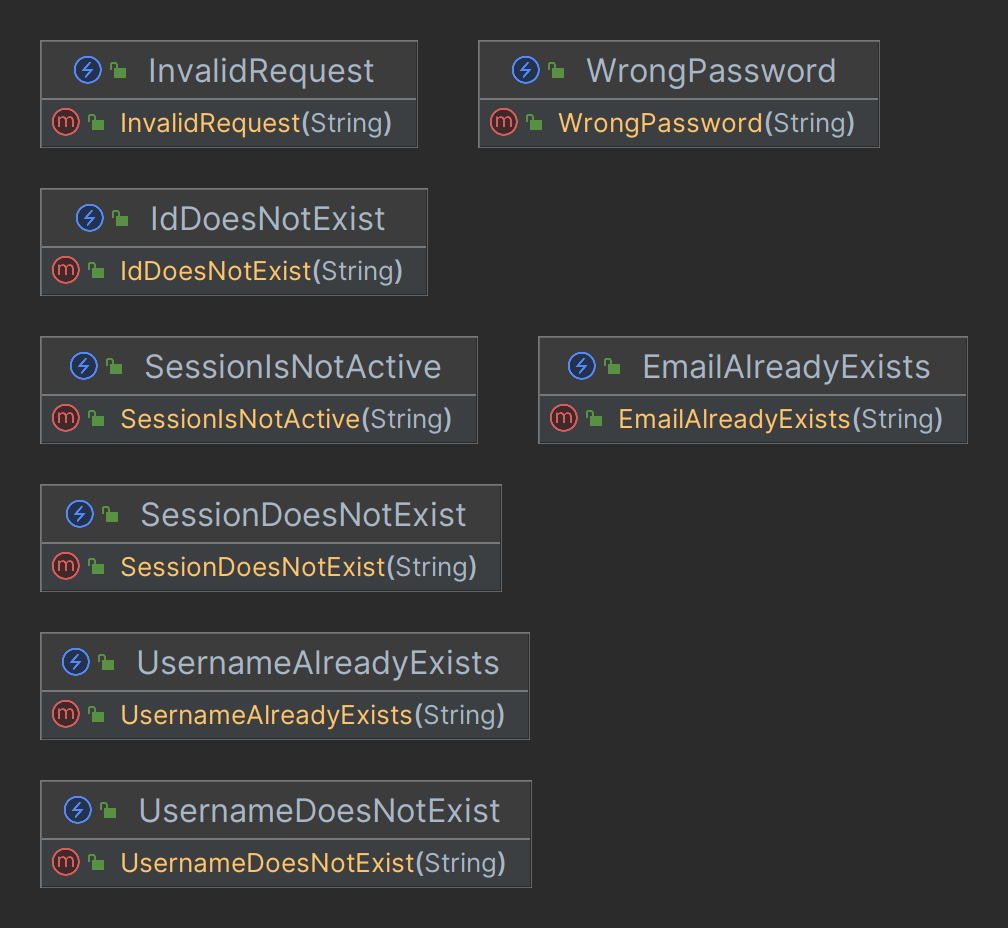 InvalidRequest
InvalidRequest(String)
WrongPassword
WrongPassword(String)
IdDoesNotExist
IdDoesNotExist(String)
SessionIsNotActive
SessionIsNotActive(String)
EmailAlreadyExists
EmailAlreadyExists(String)
SessionDoesNotExist
SessionDoesNotExist(String)
UsernameAlreadyExists
UsernameAlreadyExists(String)
UsernameDoesNotExist
UsernameDoesNotExist(String)